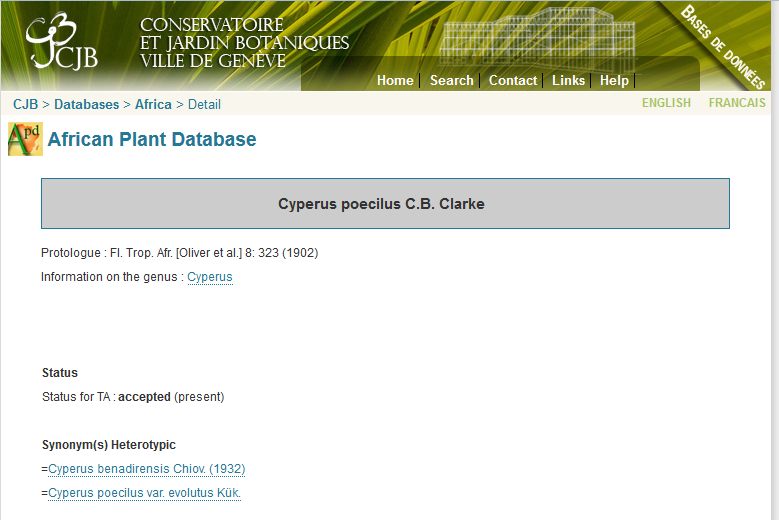 CJB
CONSERVATOIRE
ET JARDIN BOTANIQUES
VILLE DE GENÈVE
BASES DE DONNÉES
Home | Search | Contact | Links | Help |
CJB > Databases > Africa > Detail
ENGLISH FRANCAIS
Apd African Plant Database
Cyperus poecilus C.B. Clarke
Protologue : Fl. Trop. Afr. [Oliver et al.] 8: 323 (1902)
Information on the genus : Cyperus
Status
Status for TA : accepted (present)
Synonym(s) Heterotypic
=Cyperus benadirensis Chiov. (1932)
=Cyperus poecilus var. evolutus Kük.